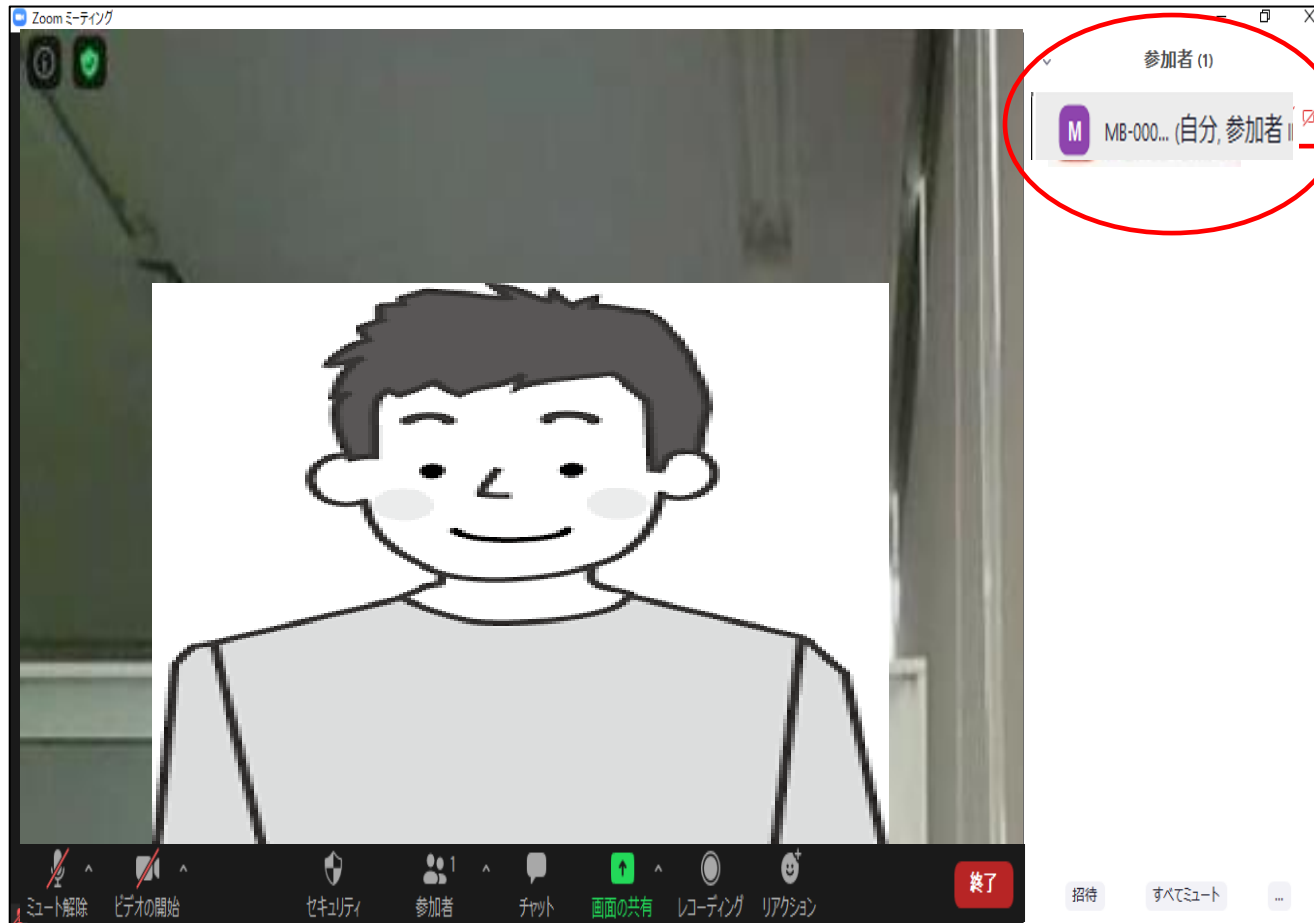 Zoom ミーティング
参加者 (1)
M
MB-000... (自分, 参加者
1
ミュート解除
ビデオの開始
セキュリティ
参加者
チャット
画面の共有
レコーディング
リアクション
終了
招待
すべてミュート
...